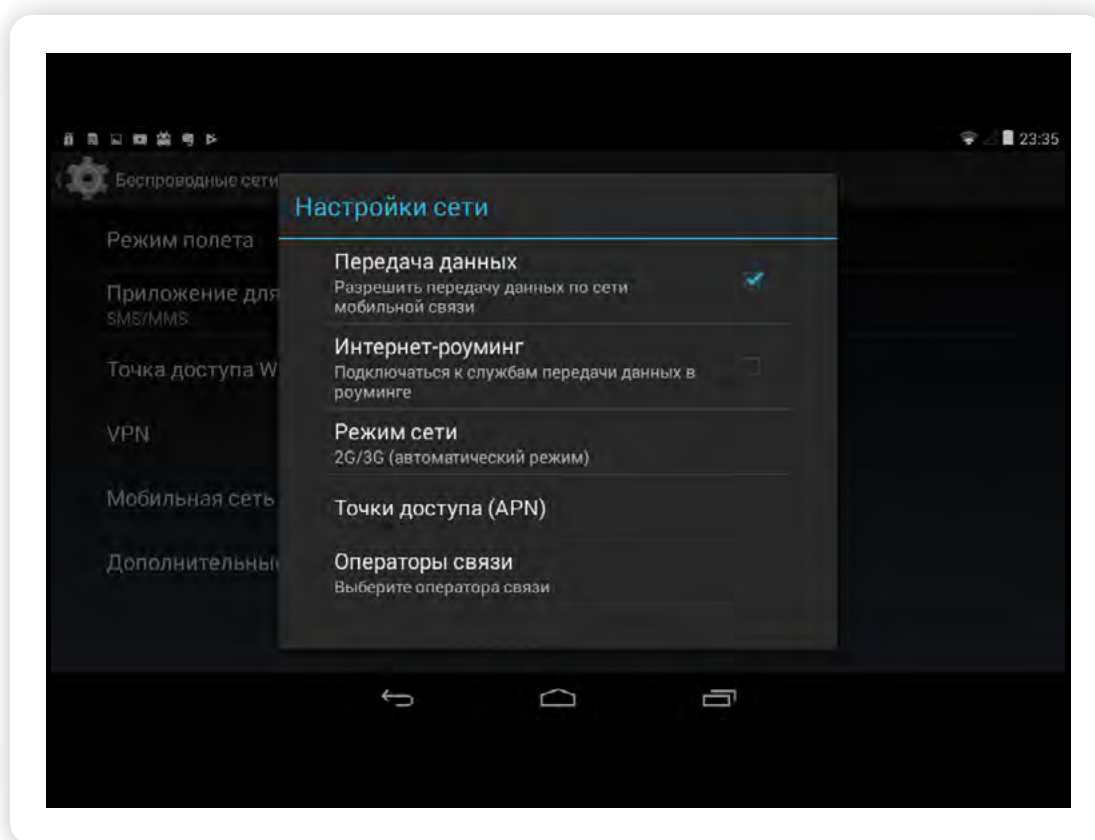 23:35
Беспроводные сети
Настройки сети
Режим полета
Передача данных
Разрешить передачу данных по сети
мобильной связи
Приложение для
SMS/MMS
Интернет-роуминг
Подключаться к службам передачи данных в
роуминге
Точка доступа W
Режим сети
2G/3G (автоматический режим)
VPN
Мобильная сеть
Точки доступа (APN)
Дополнительны
Операторы связи
Выберите оператора связи